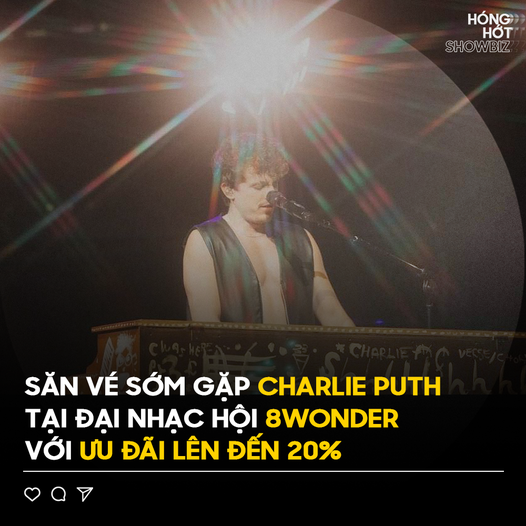 HÓNG
HỚT
SHOWBIZ
CHARLIE
SĂN VÉ SỚM GẶP CHARLIE PUTH
TẠI ĐẠI NHẠC HỘI 8WONDER
VỚI ƯU ĐÃI LÊN ĐẾN 20%